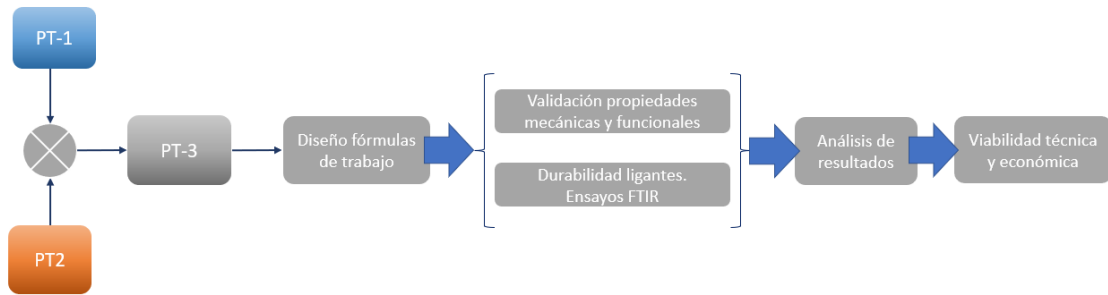 PT-1
PT2
PT-3
Diseño fórmulas
de trabajo
Validación propiedades
mecánicas y funcionales
Durabilidad ligantes.
Ensayos FTIR
Análisis de
resultados
Viabilidad técnica
y económica